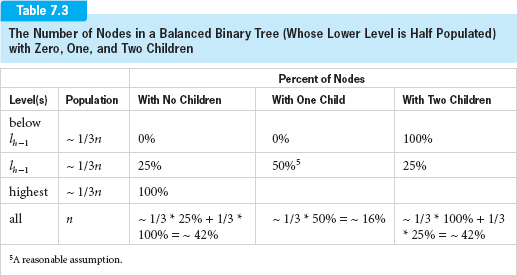 Table 7.3
The Number of Nodes in a Balanced Binary Tree (Whose Lower Level is Half Populated)
with Zero, One, and Two Children
Percent of Nodes
Level(s) Population With No Children With One Child With Two Children
below
lh−1 ~ 1/3n 0% 0% 100%
lh−1 ~ 1/3n 25% 50%5 25%
highest ~ 1/3n 100%
all n ~ 1/3 * 25% + 1/3 * ~ 1/3 * 50% = ~ 16% ~ 1/3 * 100% + 1/3
100% = ~ 42% * 25% = ~ 42%
5A reasonable assumption.